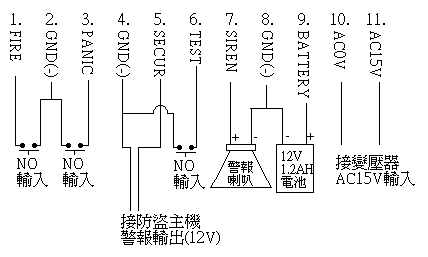 1. FIRE
2. GND(-)
3. PANIC
4. GND(-)
5. SECUR
6. TEST
7. SIREN
8. GND(-)
9. BATTERY
10. AC0V
11. AC15V
+ - - +
NO
輸入
NO
輸入
NO
輸入
警報
喇叭
12V
1.2AH
電池
接變壓器
AC15V輸入
接防盜主機
警報輸出(12V)